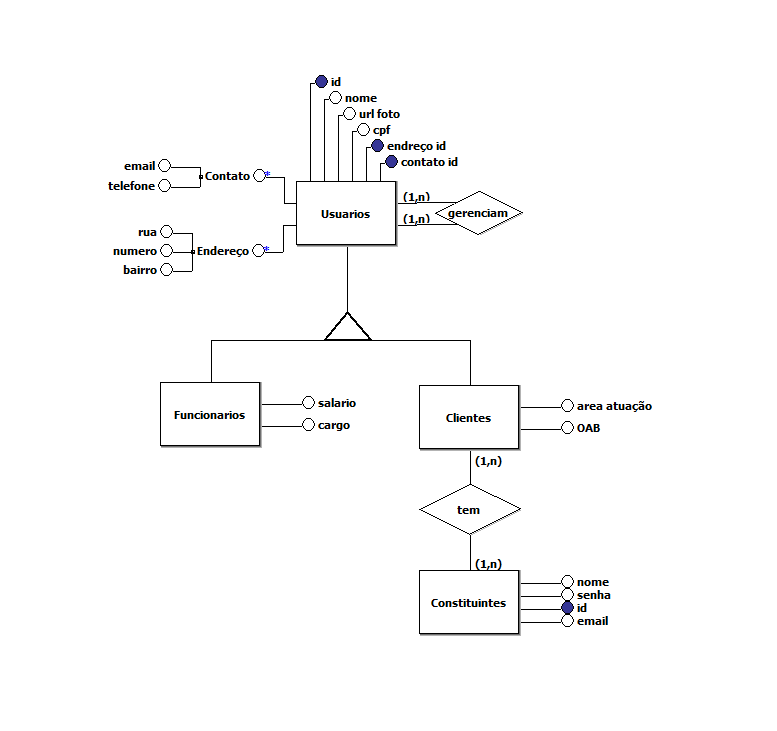 id
nome
url foto
cpf
endreço id
contato id
email
Contato *
telefone
(1,n)
Usuarios
gerenciam
(1,n)
rua
numero
Endereço *
bairro
Funcionarios
salario
cargo
Clientes
area atuação
OAB
(1,n)
tem
(1,n)
Constituintes
nome
senha
id
email